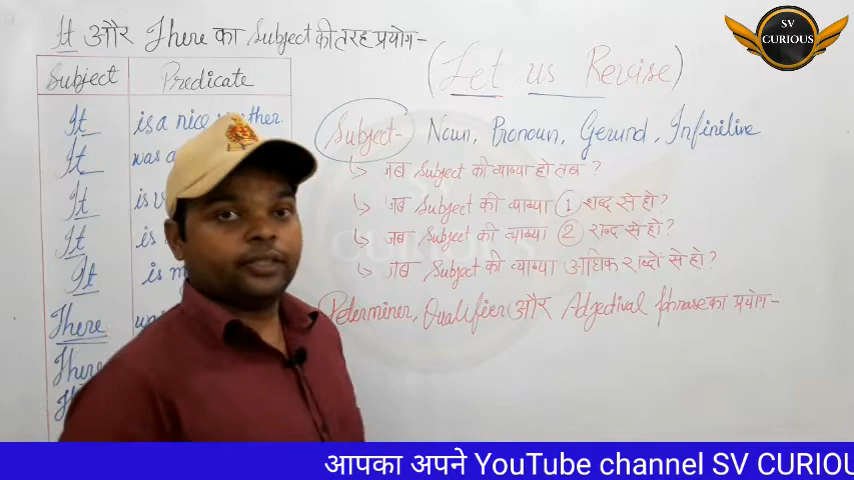 It और There का Subject की तरह प्रयोग-
SV
CURIOUS
(Let us Revise)
Subject Predicate
It is a nice
It was a
It is
It is
It is m
There
There
Subject- Noun, Pronoun, Gerund, Infinitive
जब Subject की व्याख्या हो तब ?
जब Subject की व्याख्या 1 शब्द से हो?
जब Subject की व्याख्या 2 शब्द से हो?
जब Subject की व्याख्या अधिक शब्दों से हो?
Determiner, Qualifier और Adjectival phrase का प्रयोग-
आपका अपने YouTube channel SV CURIOU